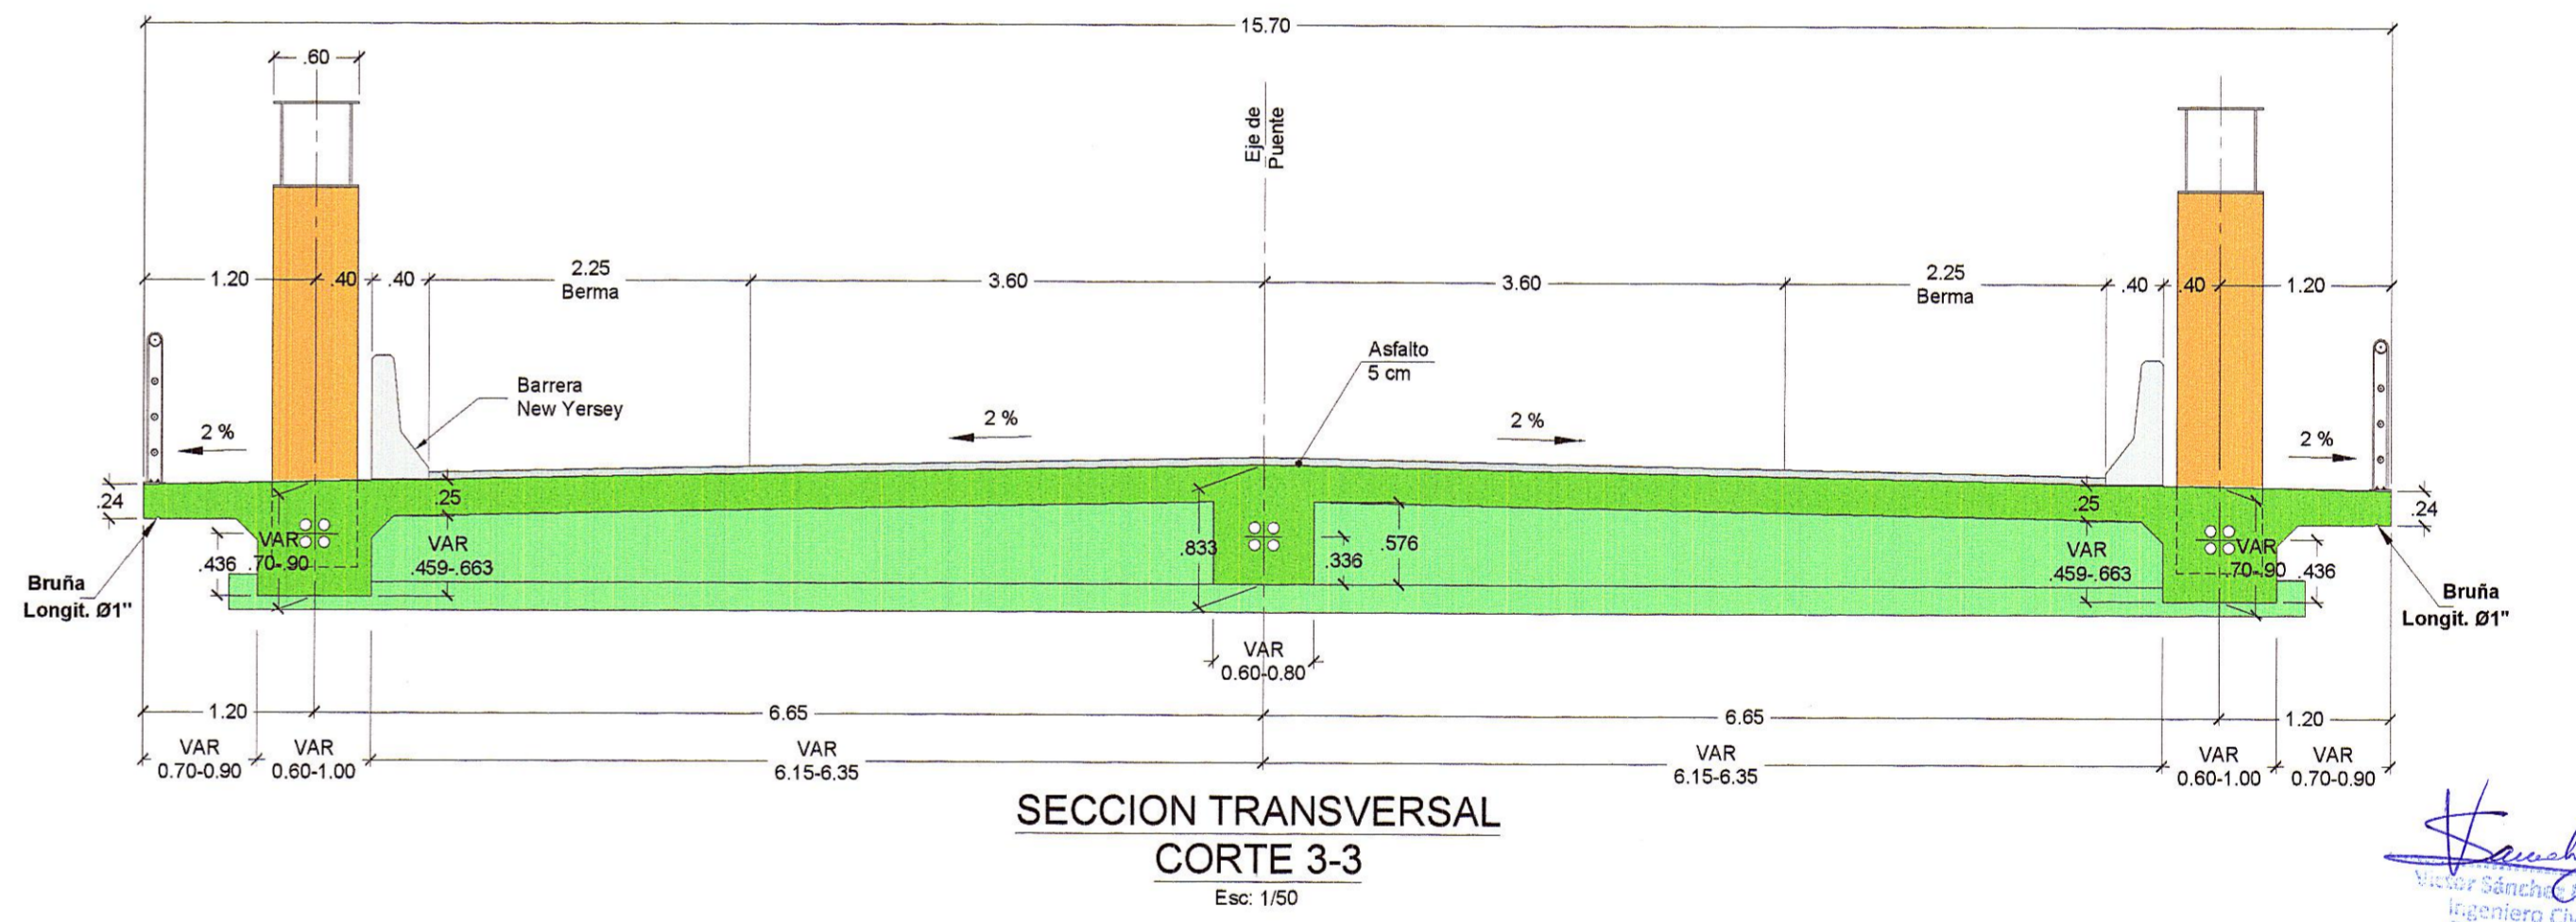 15.70
.60
Eje de
Puente
1.20
.40
.40
2.25
Berma
3.60
3.60
2.25
Berma
.40
.40
1.20
Asfalto
5 cm
Barrera
New Yersey
2 %
2 %
2 %
2 %
.24
.25
.25
.24
VAR
.70-.90
.436
VAR
.459-.663
.833
.576
.336
VAR
.459-.663
VAR
.70-.90
.436
Bruña
Longit. Ø1"
Bruña
Longit. Ø1"
VAR
0.60-0.80
1.20
6.65
6.65
1.20
VAR
0.70-0.90
VAR
0.60-1.00
VAR
6.15-6.35
VAR
6.15-6.35
VAR
0.60-1.00
VAR
0.70-0.90
SECCION TRANSVERSAL
CORTE 3-3
Esc: 1/50
Victor Sánchez
Ingeniero